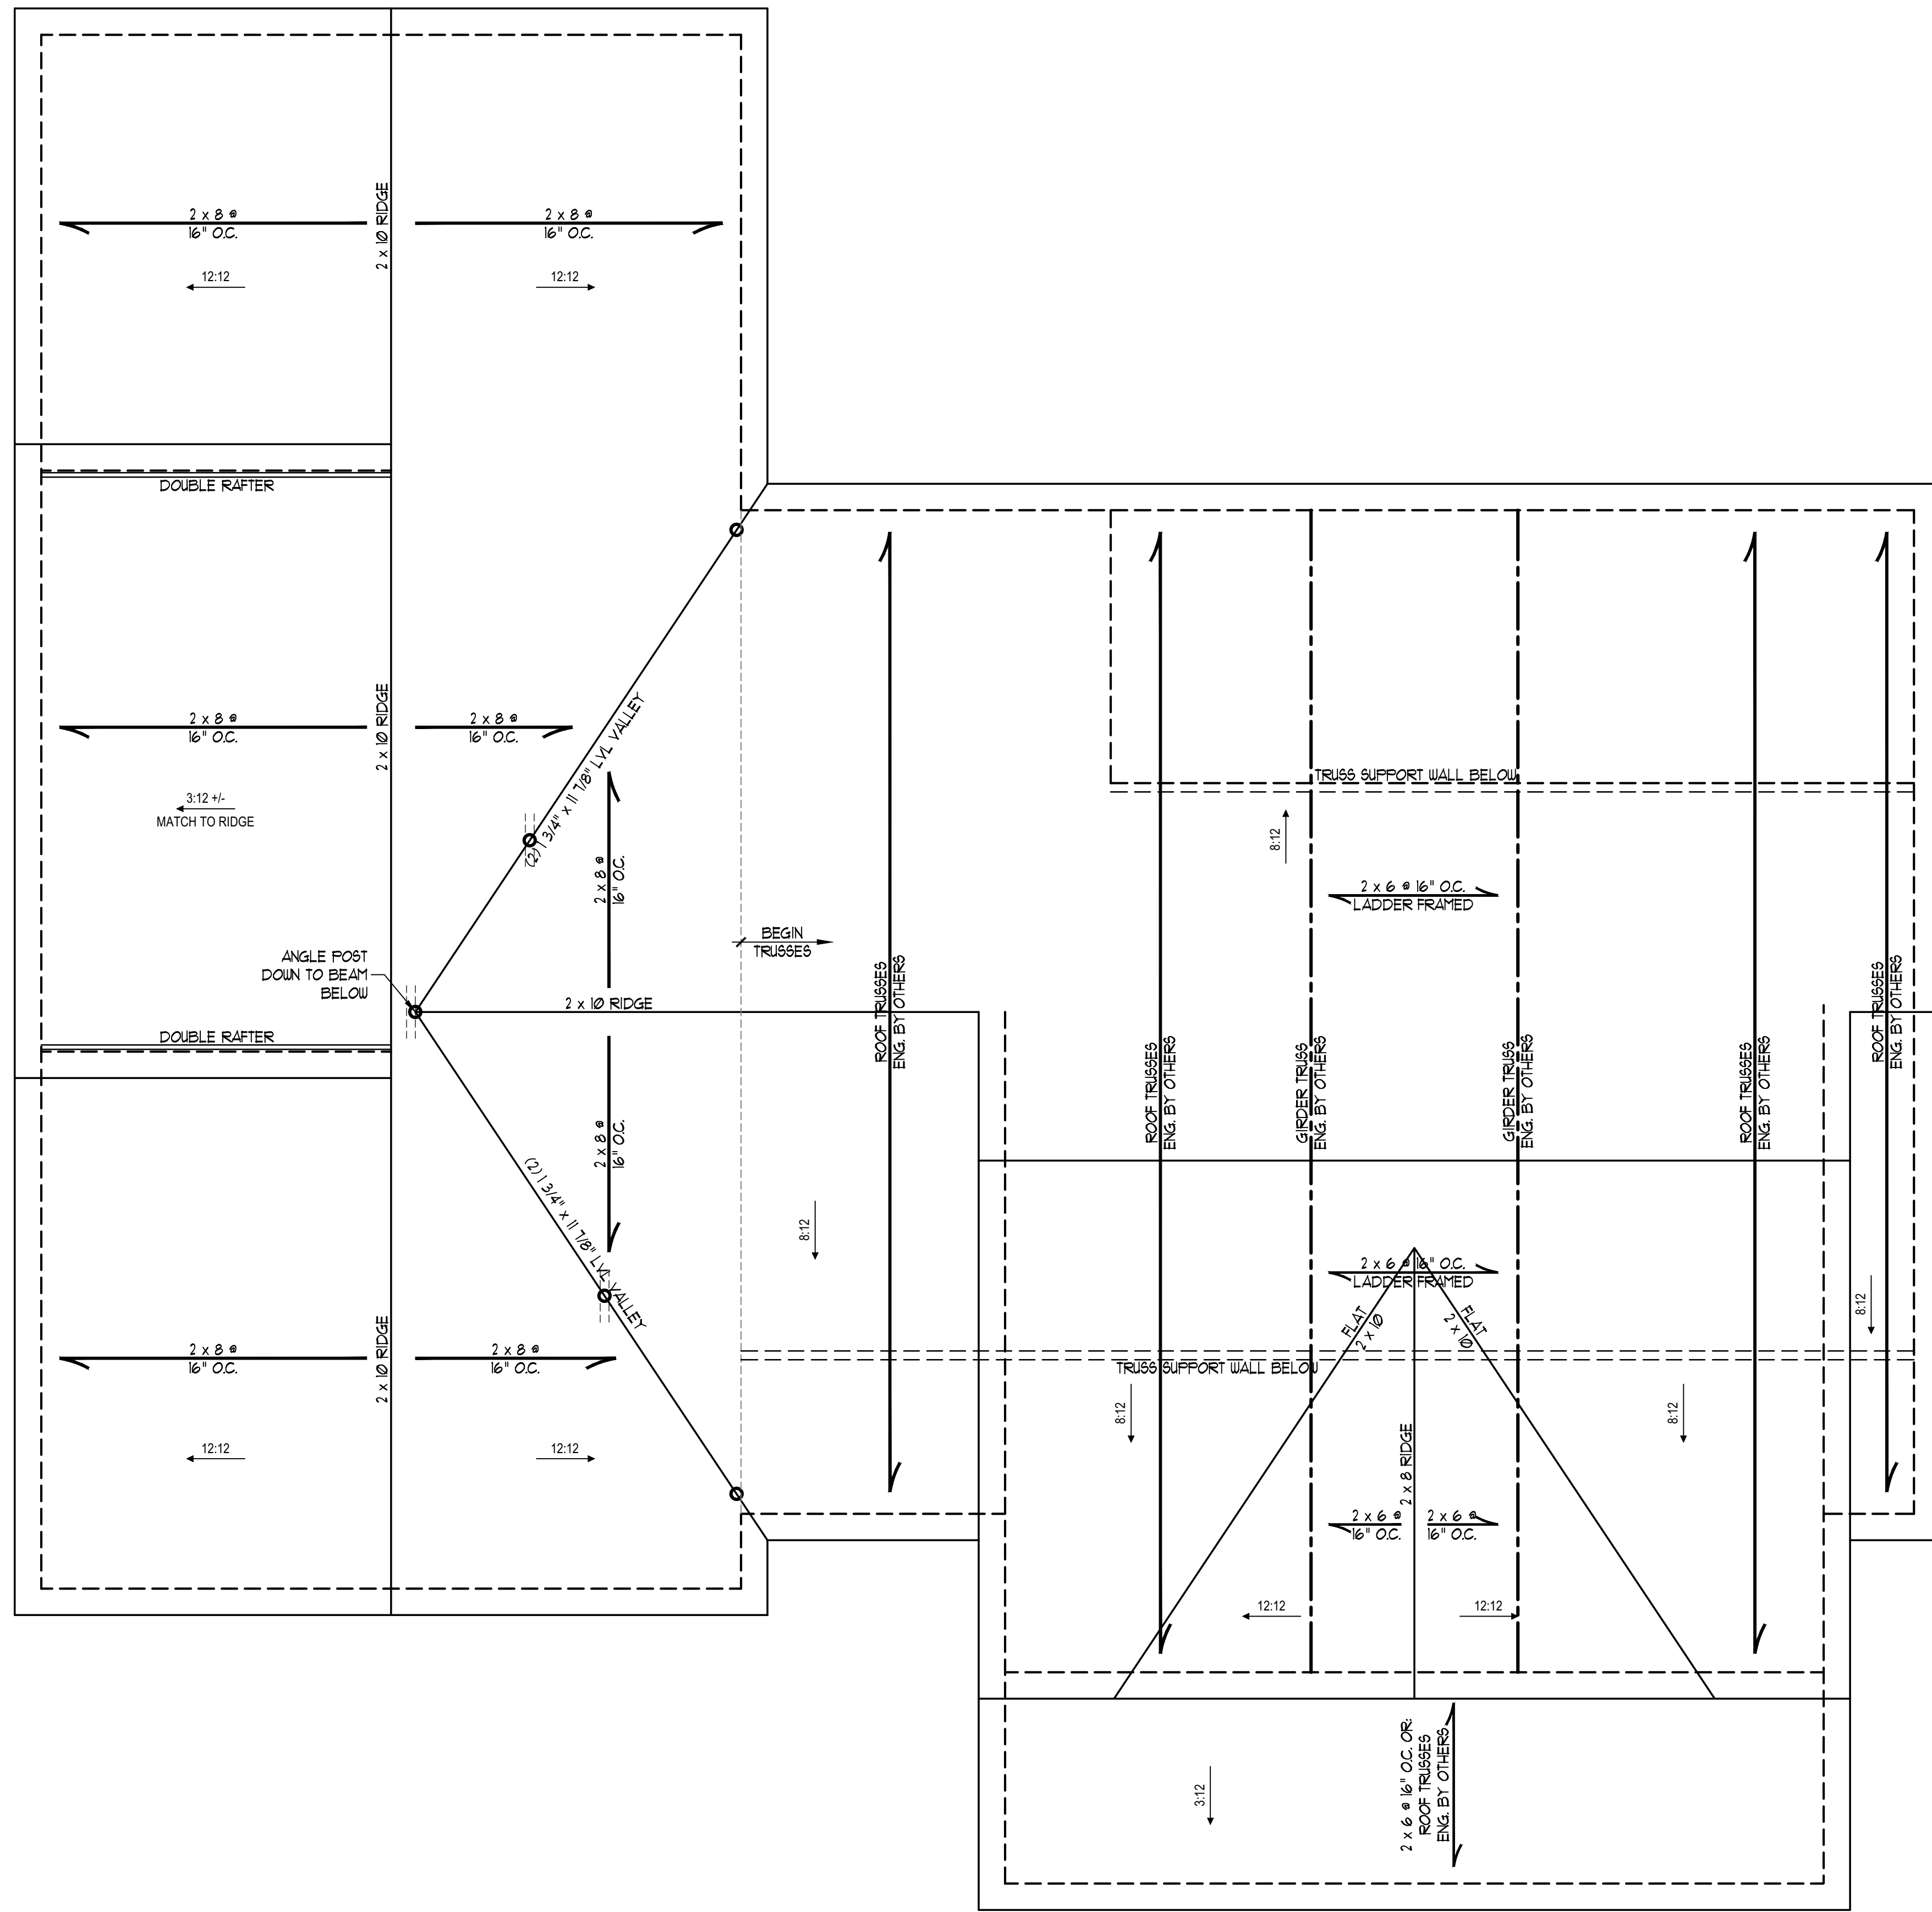 2 x 8 @
16" O.C.
2 x 10 RIDGE
2 x 8 @
16" O.C.
12:12
12:12
DOUBLE RAFTER
2 x 8 @
16" O.C.
2 x 10 RIDGE
2 x 8 @
16" O.C.
3:12 +/-
MATCH TO RIDGE
(2) 1 3/4" x 11 7/8" LVL VALLEY
2 x 8 @
16" O.C.
ANGLE POST
DOWN TO BEAM
BELOW
2 x 10 RIDGE
BEGIN
TRUSSES
DOUBLE RAFTER
2 x 8 @
16" O.C.
(2) 1 3/4" x 11 7/8" LVL VALLEY
2 x 8 @
16" O.C.
2 x 10 RIDGE
2 x 8 @
16" O.C.
12:12
12:12
8:12
ROOF TRUSSES
ENG. BY OTHERS
TRUSS SUPPORT WALL BELOW
8:12
2 x 6 @ 16" O.C.
LADDER FRAMED
ROOF TRUSSES
ENG. BY OTHERS
GIRDER TRUSS
ENG. BY OTHERS
GIRDER TRUSS
ENG. BY OTHERS
ROOF TRUSSES
ENG. BY OTHERS
ROOF TRUSSES
ENG. BY OTHERS
2 x 6 @ 16" O.C.
LADDER FRAMED
FLAT
2 x 10
FLAT
2 x 10
8:12
TRUSS SUPPORT WALL BELOW
8:12
8:12
2 x 8 RIDGE
2 x 6 @
16" O.C.
2 x 6 @
16" O.C.
12:12
12:12
2 x 6 @ 16" O.C. OR:
ROOF TRUSSES
ENG. BY OTHERS
3:12